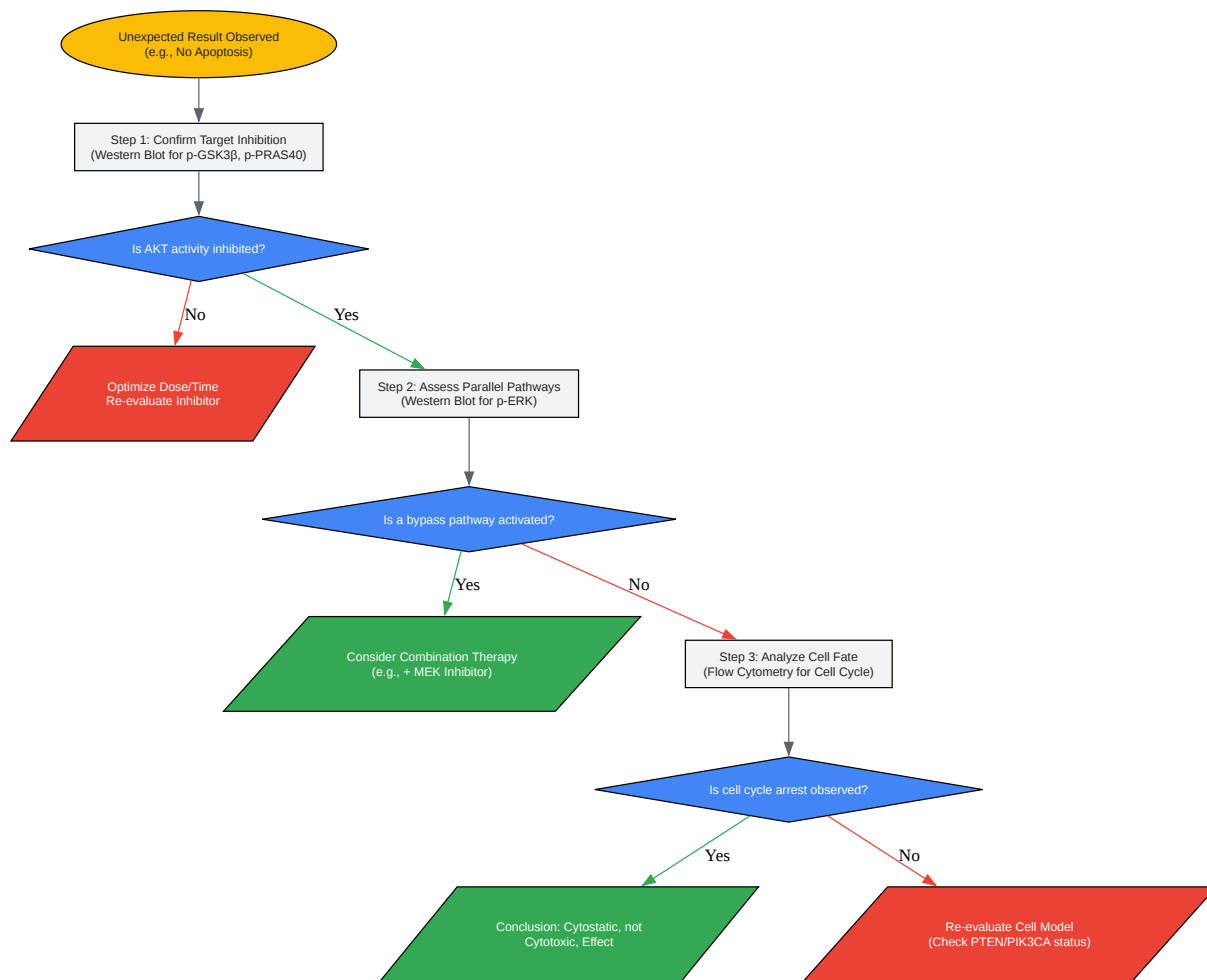 Unexpected Result Observed
(e.g., No Apoptosis)
Step 1: Confirm Target Inhibition
(Western Blot for p-GSK3β, p-PRAS40)
Is AKT activity inhibited?
No
Yes
Optimize Dose/Time
Re-evaluate Inhibitor
Step 2: Assess Parallel Pathways
(Western Blot for p-ERK)
Is a bypass pathway activated?
Yes
No
Consider Combination Therapy
(e.g., + MEK Inhibitor)
Step 3: Analyze Cell Fate
(Flow Cytometry for Cell Cycle)
Is cell cycle arrest observed?
Yes
No
Conclusion: Cytostatic, not
Cytotoxic, Effect
Re-evaluate Cell Model
(Check PTEN/PIK3CA status)